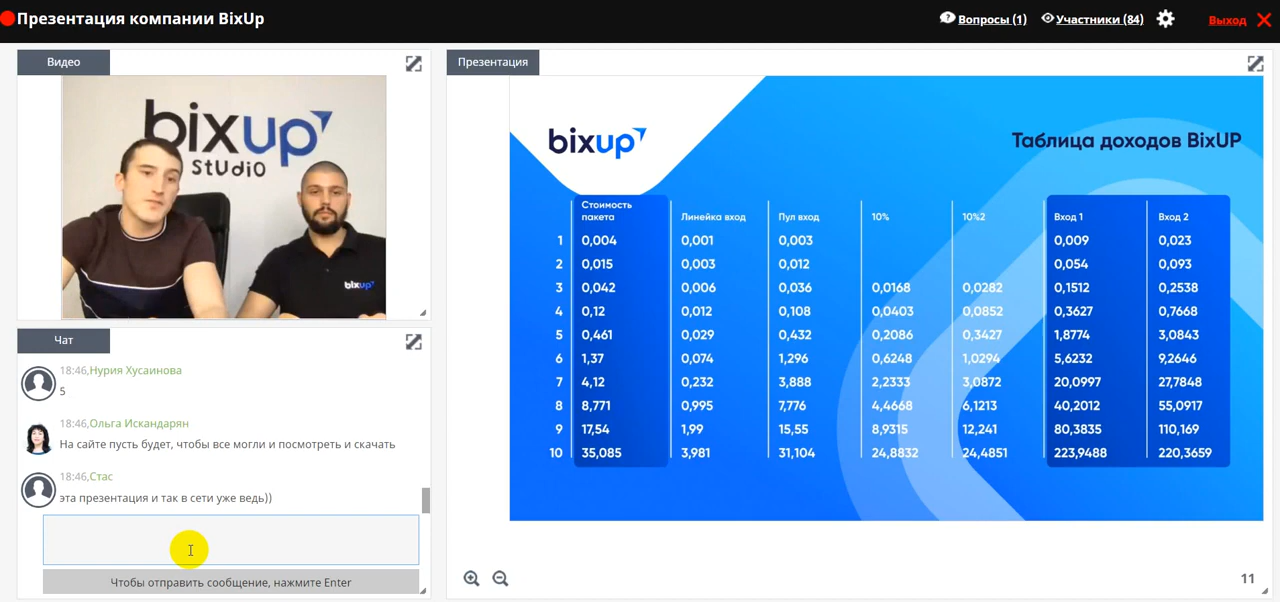 Презентация компании BixUp
Вопросы (1)
Участники (84)
Выход
Видео
bixup
StUdiO
bixup
Чат
18:46,Нурия Хусаинова
5
18:46,Ольга Искандарян
На сайте пусть будет, чтобы все могли и посмотреть и скачать
18:46,Стас
эта презентация и так в сети уже ведь))
Чтобы отправить сообщение, нажмите Enter
Презентация
bixup
Таблица доходов BixUP
Стоимость
пакета Линейка вход Пул вход 10% 10%2 Вход 1 Вход 2
1 0,004 0,001 0,003 0,009 0,023
2 0,015 0,003 0,012 0,054 0,093
3 0,042 0,006 0,036 0,0168 0,0282 0,1512 0,2538
4 0,12 0,012 0,108 0,0403 0,0852 0,3627 0,7668
5 0,461 0,029 0,432 0,2086 0,3427 1,8774 3,0843
6 1,37 0,074 1,296 0,6248 1,0294 5,6232 9,2646
7 4,12 0,232 3,888 2,2333 3,0872 20,0997 27,7848
8 8,771 0,995 7,776 4,4668 6,1213 40,2012 55,0917
9 17,54 1,99 15,55 8,9315 12,241 80,3835 110,169
10 35,085 3,981 31,104 24,8832 24,4851 223,9488 220,3659
11